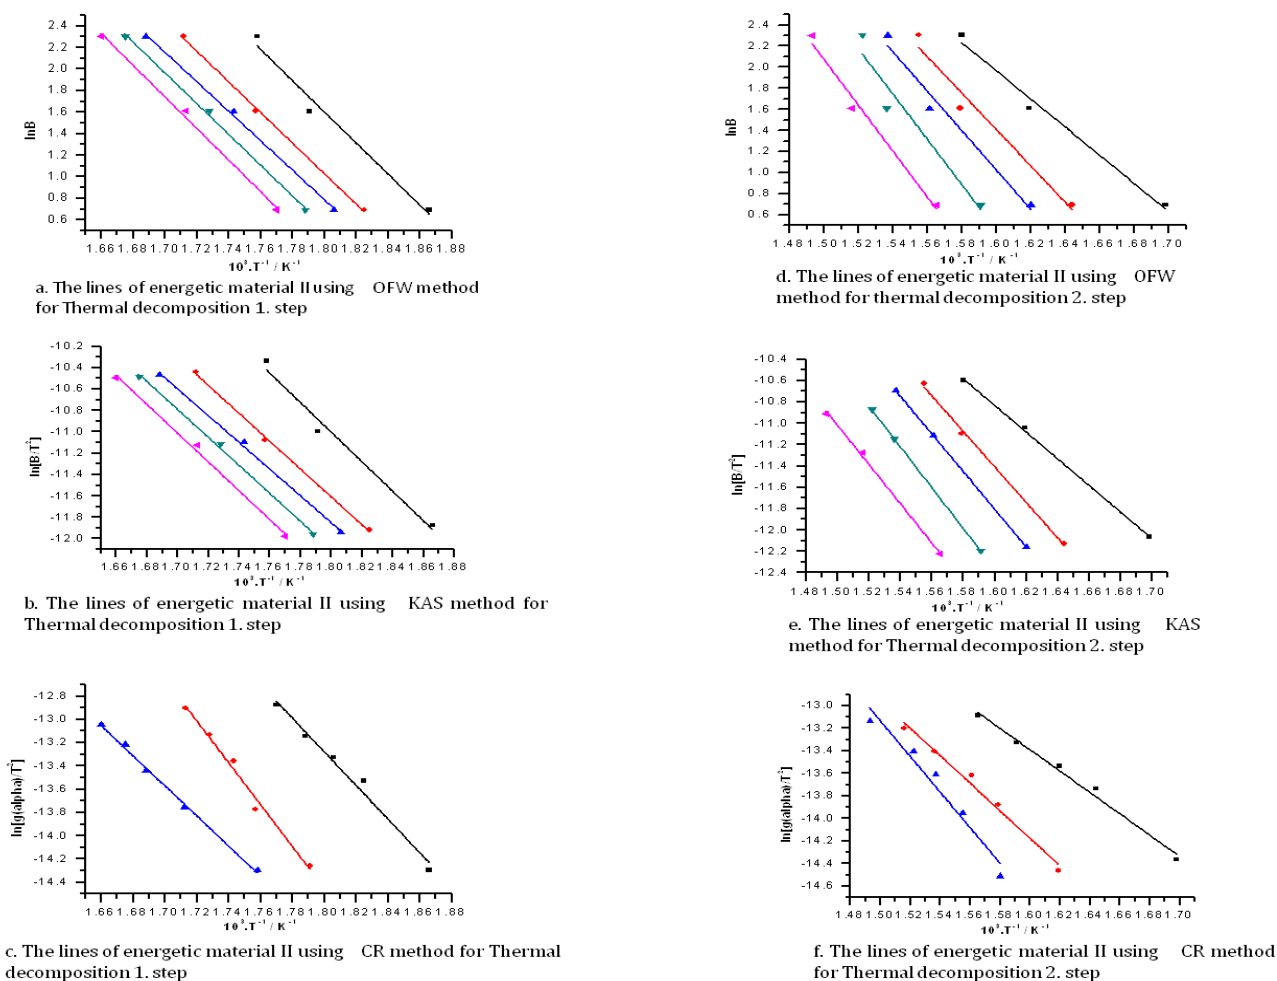 2.4
2.2
2.0
1.8
1.6
1.4
1.2
1.0
0.8
0.6
lnB
1.66 1.68 1.70 1.72 1.74 1.76 1.78 1.80 1.82 1.84 1.86 1.88
10³.T⁻¹ / K⁻¹
a. The lines of energetic material II using OFW method
for Thermal decomposition 1. step
2.4
2.2
2.0
1.8
1.6
1.4
1.2
1.0
0.8
0.6
lnB
1.48 1.50 1.52 1.54 1.56 1.58 1.60 1.62 1.64 1.66 1.68 1.70
10³.T⁻¹ / K⁻¹
d. The lines of energetic material II using OFW
method for thermal decomposition 2. step
-10.2
-10.4
-10.6
-10.8
-11.0
-11.2
-11.4
-11.6
-11.8
-12.0
ln[B/T²]
1.66 1.68 1.70 1.72 1.74 1.76 1.78 1.80 1.82 1.84 1.86 1.88
10³.T⁻¹ / K⁻¹
b. The lines of energetic material II using KAS method for
Thermal decomposition 1. step
-10.4
-10.6
-10.8
-11.0
-11.2
-11.4
-11.6
-11.8
-12.0
-12.2
-12.4
ln[B/T²]
1.48 1.50 1.52 1.54 1.56 1.58 1.60 1.62 1.64 1.66 1.68 1.70
10³.T⁻¹ / K⁻¹
e. The lines of energetic material II using KAS
method for Thermal decomposition 2. step
-12.8
-13.0
-13.2
-13.4
-13.6
-13.8
-14.0
-14.2
-14.4
ln[g(alpha)/T²]
1.66 1.68 1.70 1.72 1.74 1.76 1.78 1.80 1.82 1.84 1.86 1.88
10³.T⁻¹ / K⁻¹
c. The lines of energetic material II using CR method for Thermal
decomposition 1. step
-13.0
-13.2
-13.4
-13.6
-13.8
-14.0
-14.2
-14.4
-14.6
ln[g(alpha)/T²]
1.48 1.50 1.52 1.54 1.56 1.58 1.60 1.62 1.64 1.66 1.68 1.70
10³.T⁻¹ / K⁻¹
f. The lines of energetic material II using CR method
for Thermal decomposition 2. step